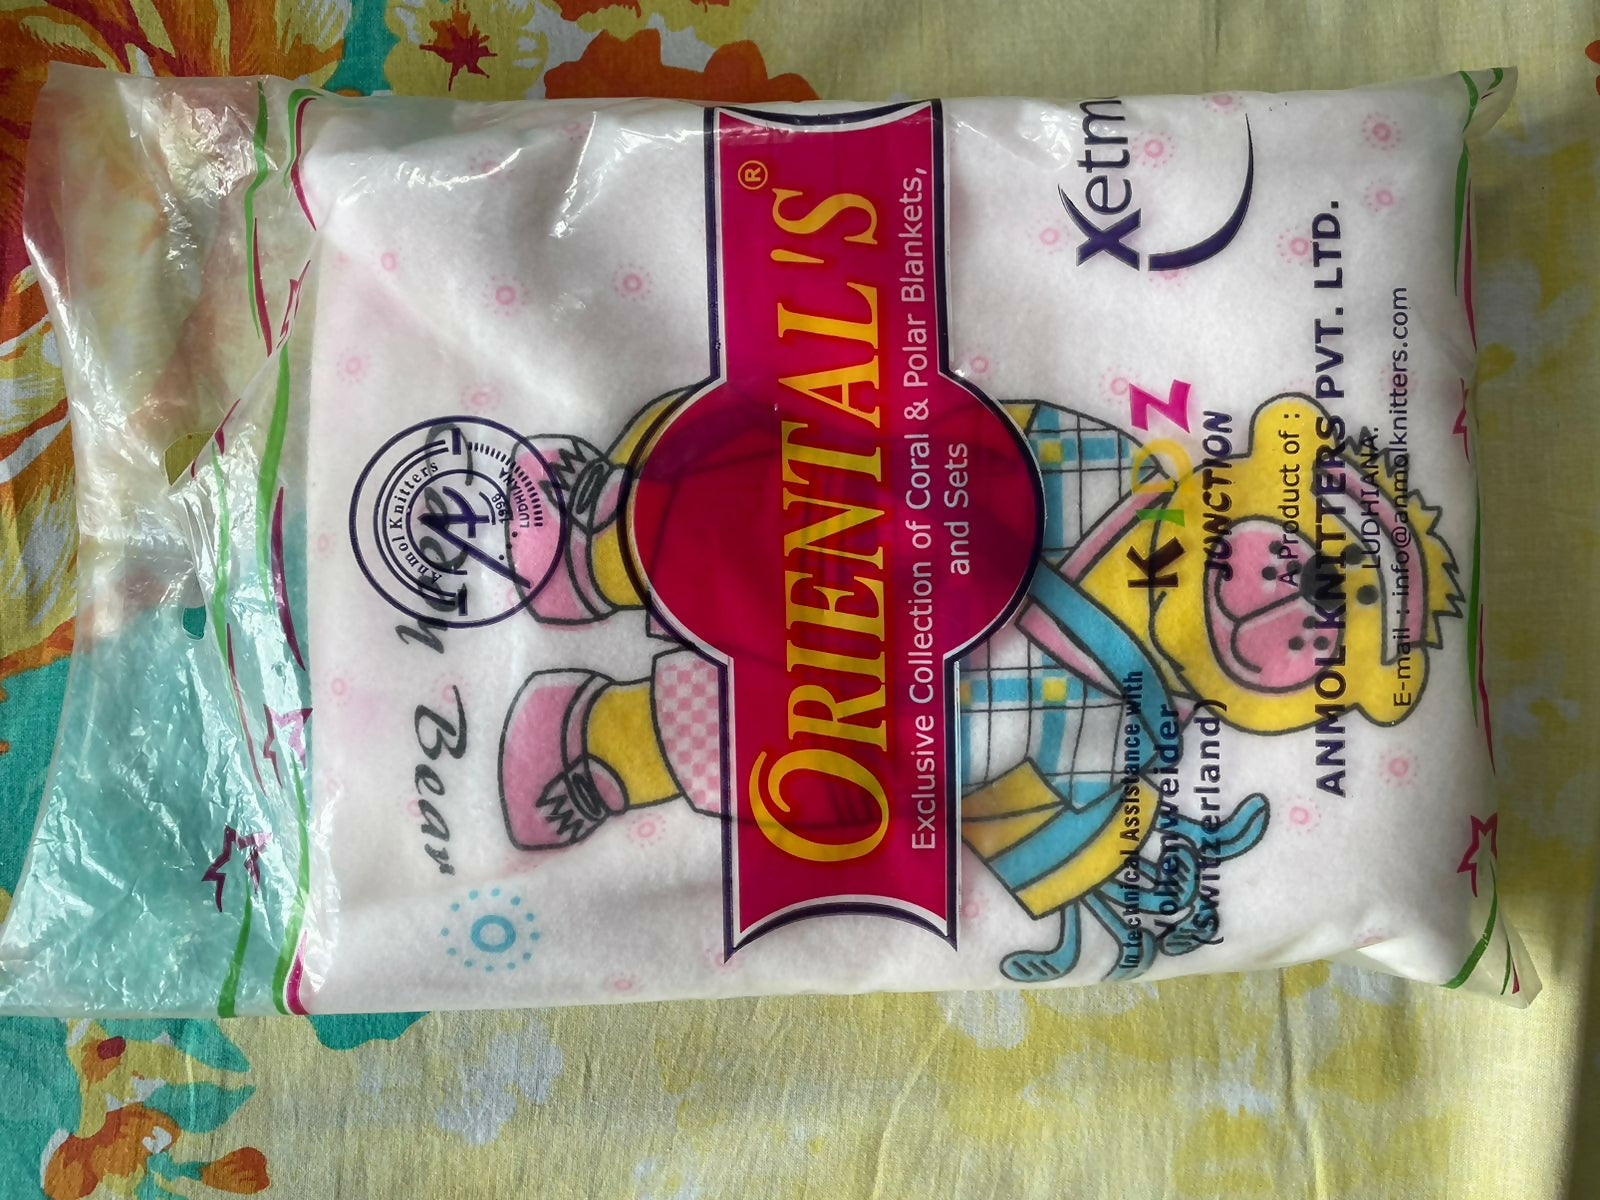 Anmol Knitters
1998
LUDHIANA
Bear
ORIENTAL'S®
Exclusive Collection of Coral & Polar Blankets,
and Sets
Xetm
KIDZ
JUNCTION
In technical Assistance with
Vollenweider
(Switzerland)
A Product of :
ANMOL KNITTERS PVT. LTD.
LUDHIANA.
E-mail : info@anmolknitters.com